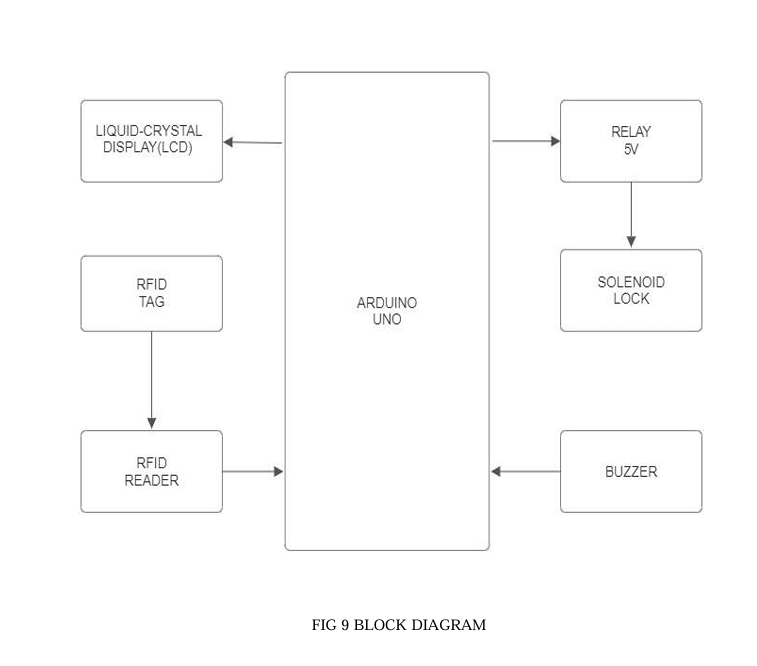 LIQUID-CRYSTAL
DISPLAY(LCD)
RFID
TAG
RFID
READER
ARDUINO
UNO
RELAY
5V
SOLENOID
LOCK
BUZZER
FIG 9 BLOCK DIAGRAM